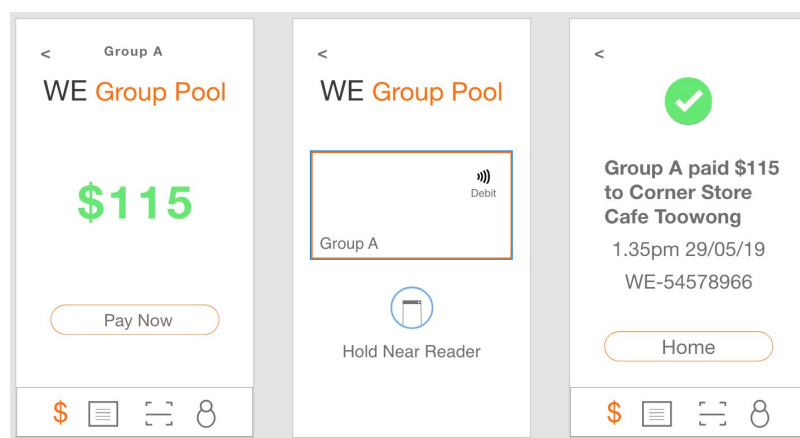 < Group A
WE Group Pool
$115
Pay Now
$
<
WE Group Pool
Debit
Group A
Hold Near Reader
<
Group A paid $115
to Corner Store
Cafe Toowong
1.35pm 29/05/19
WE-54578966
Home
$